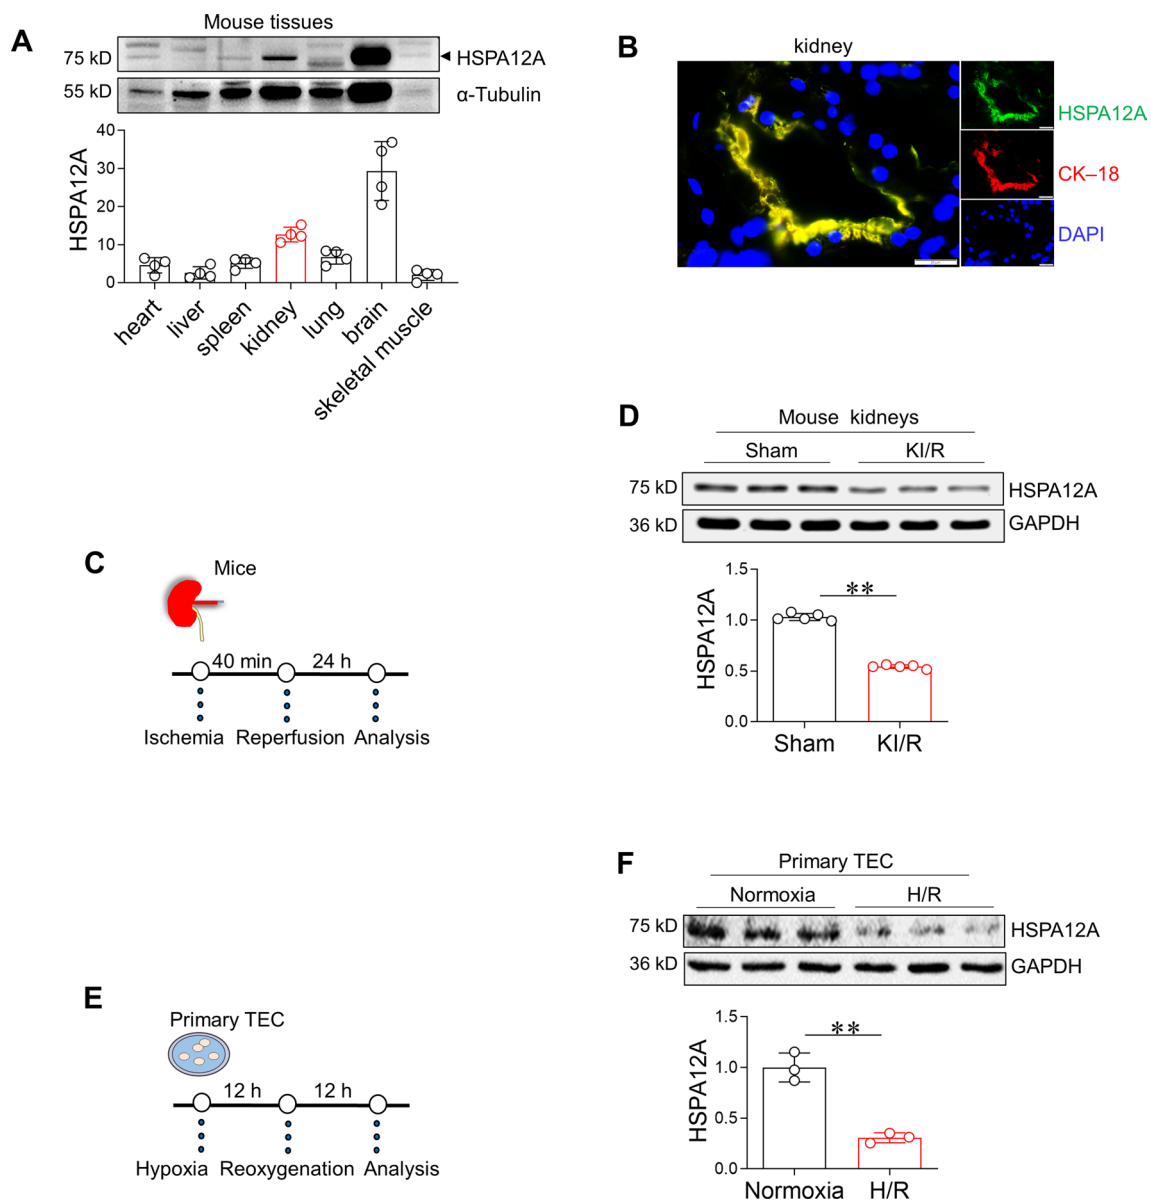 A
Mouse tissues
75 kD
HSPA12A
55 kD
α-Tubulin
HSPA12A
40
30
20
10
0
heart
liver
spleen
kidney
lung
brain
skeletal muscle
B
kidney
HSPA12A
CK–18
DAPI
C
Mice
40 min 24 h
Ischemia Reperfusion Analysis
D
Mouse kidneys
Sham KI/R
75 kD
HSPA12A
36 kD
GAPDH
HSPA12A
1.5
1.0
0.5
0.0
**
Sham KI/R
E
Primary TEC
12 h 12 h
Hypoxia Reoxygenation Analysis
F
Primary TEC
Normoxia H/R
75 kD
HSPA12A
36 kD
GAPDH
HSPA12A
1.5
1.0
0.5
0.0
**
Normoxia H/R